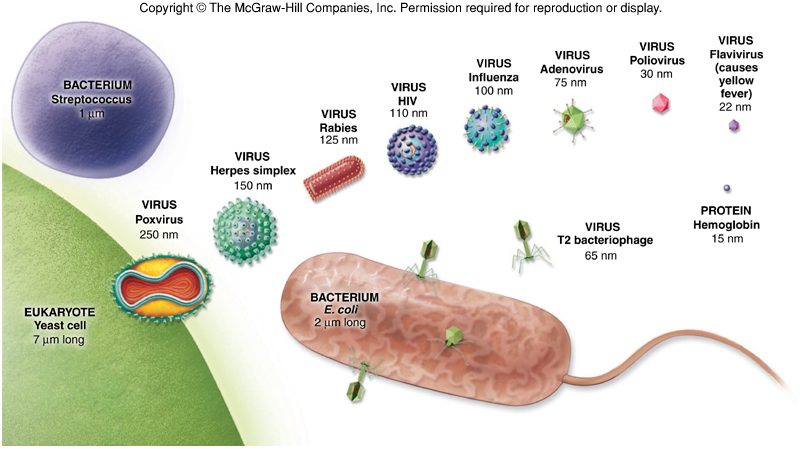 Copyright © The McGraw-Hill Companies, Inc. Permission required for reproduction or display.
BACTERIUM
Streptococcus
1 μm
VIRUS
Poxvirus
250 nm
VIRUS
Herpes simplex
150 nm
VIRUS
Rabies
125 nm
VIRUS
HIV
110 nm
VIRUS
Influenza
100 nm
VIRUS
Adenovirus
75 nm
VIRUS
Poliovirus
30 nm
VIRUS
Flavivirus
(causes
yellow
fever)
22 nm
PROTEIN
Hemoglobin
15 nm
VIRUS
T2 bacteriophage
65 nm
BACTERIUM
E. coli
2 μm long
EUKARYOTE
Yeast cell
7 μm long